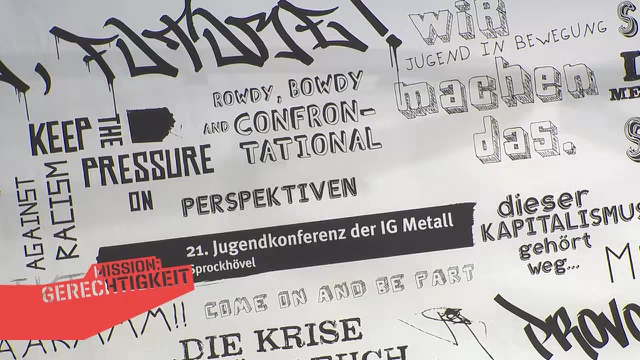 , FUTURE!
WiR
JUGEND IN BEWEGUNG
machen
das.
ROWDY, BOWDY
AND CONFRON-
TATIONAL
KEEP
THE
PRESSURE
ON
AGAINST
RACISM
PERSPEKTIVEN
dieser
KAPITALISMUS
gehört
weg...
21. Jugendkonferenz der IG Metall
Sprockhövel
MISSION:
GERECHTIGKEIT
COME ON AND BE PART
DIE KRISE